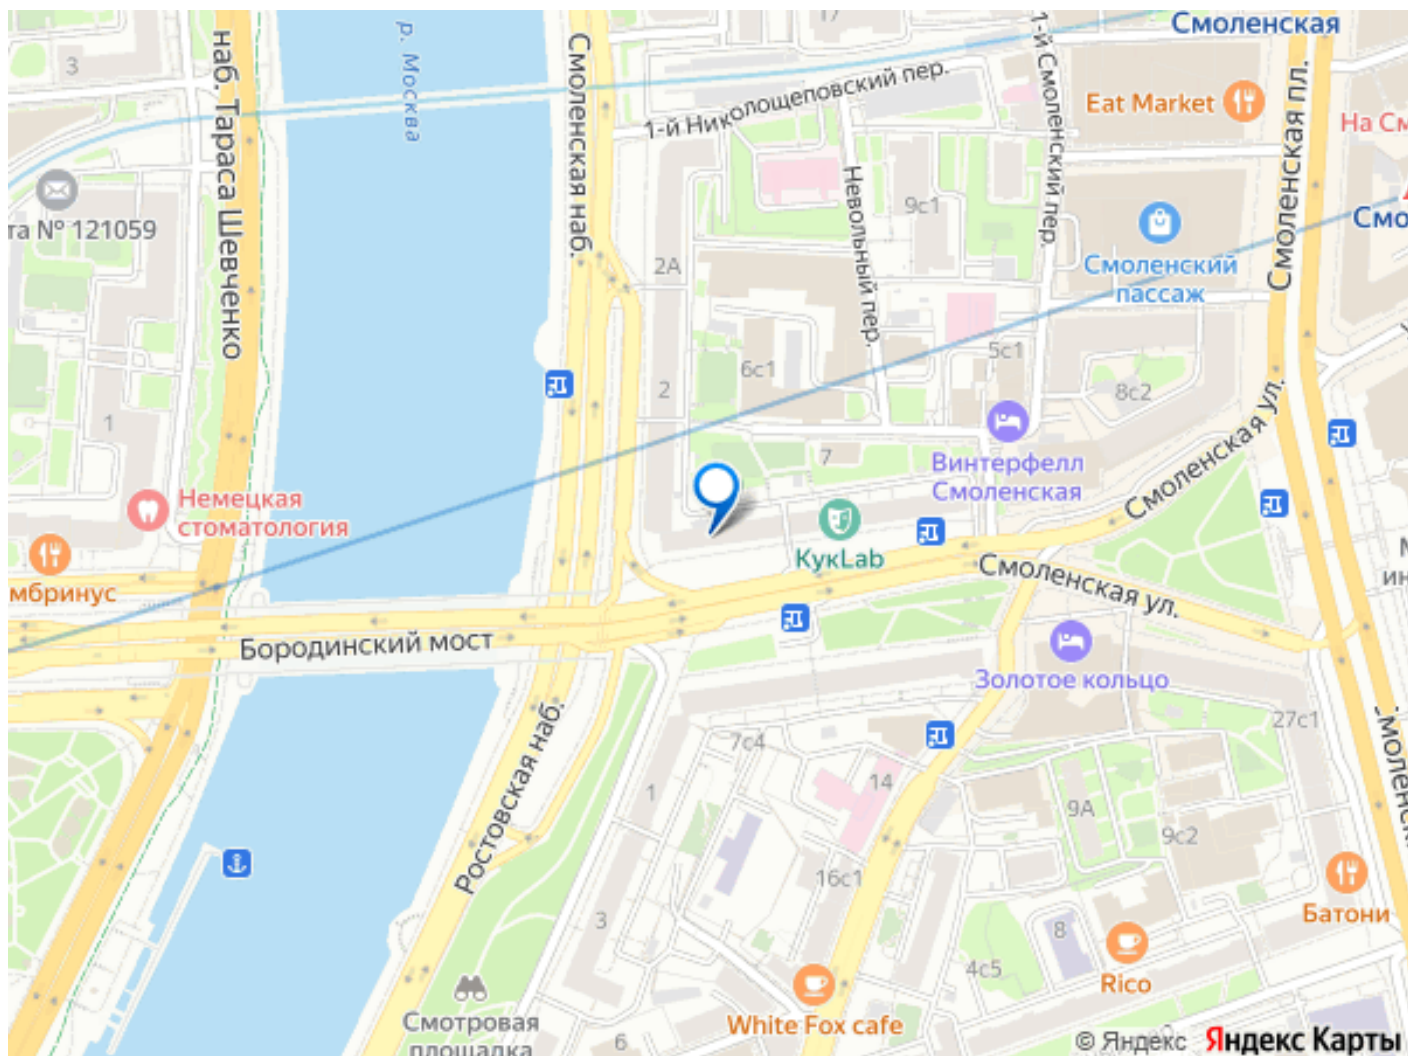 17
Смоленская
наб. Тараса Шевченко
р. Москва
Смоленская наб.
1-й Николощеповский пер.
1-й Смоленский пер.
Eat Market
Смоленская пл.
На См
3
та № 121059
Невольный пер.
9с1
Смо
2А
Смоленский
пассаж
5с1
6с1
2
8с2
1
7
Винтерфелл
Смоленская
Смоленская ул.
Немецкая
стоматология
КукLab
мбринус
Смоленская ул.
М
ин
Бородинский мост
Золотое кольцо
27с1
Ростовская наб.
7с4
14
1
9А
9с2
16с1
Батони
3
8
4с5
Rico
White Fox cafe
Смотровая
площадка
6
© Яндекс Яндекс Карты